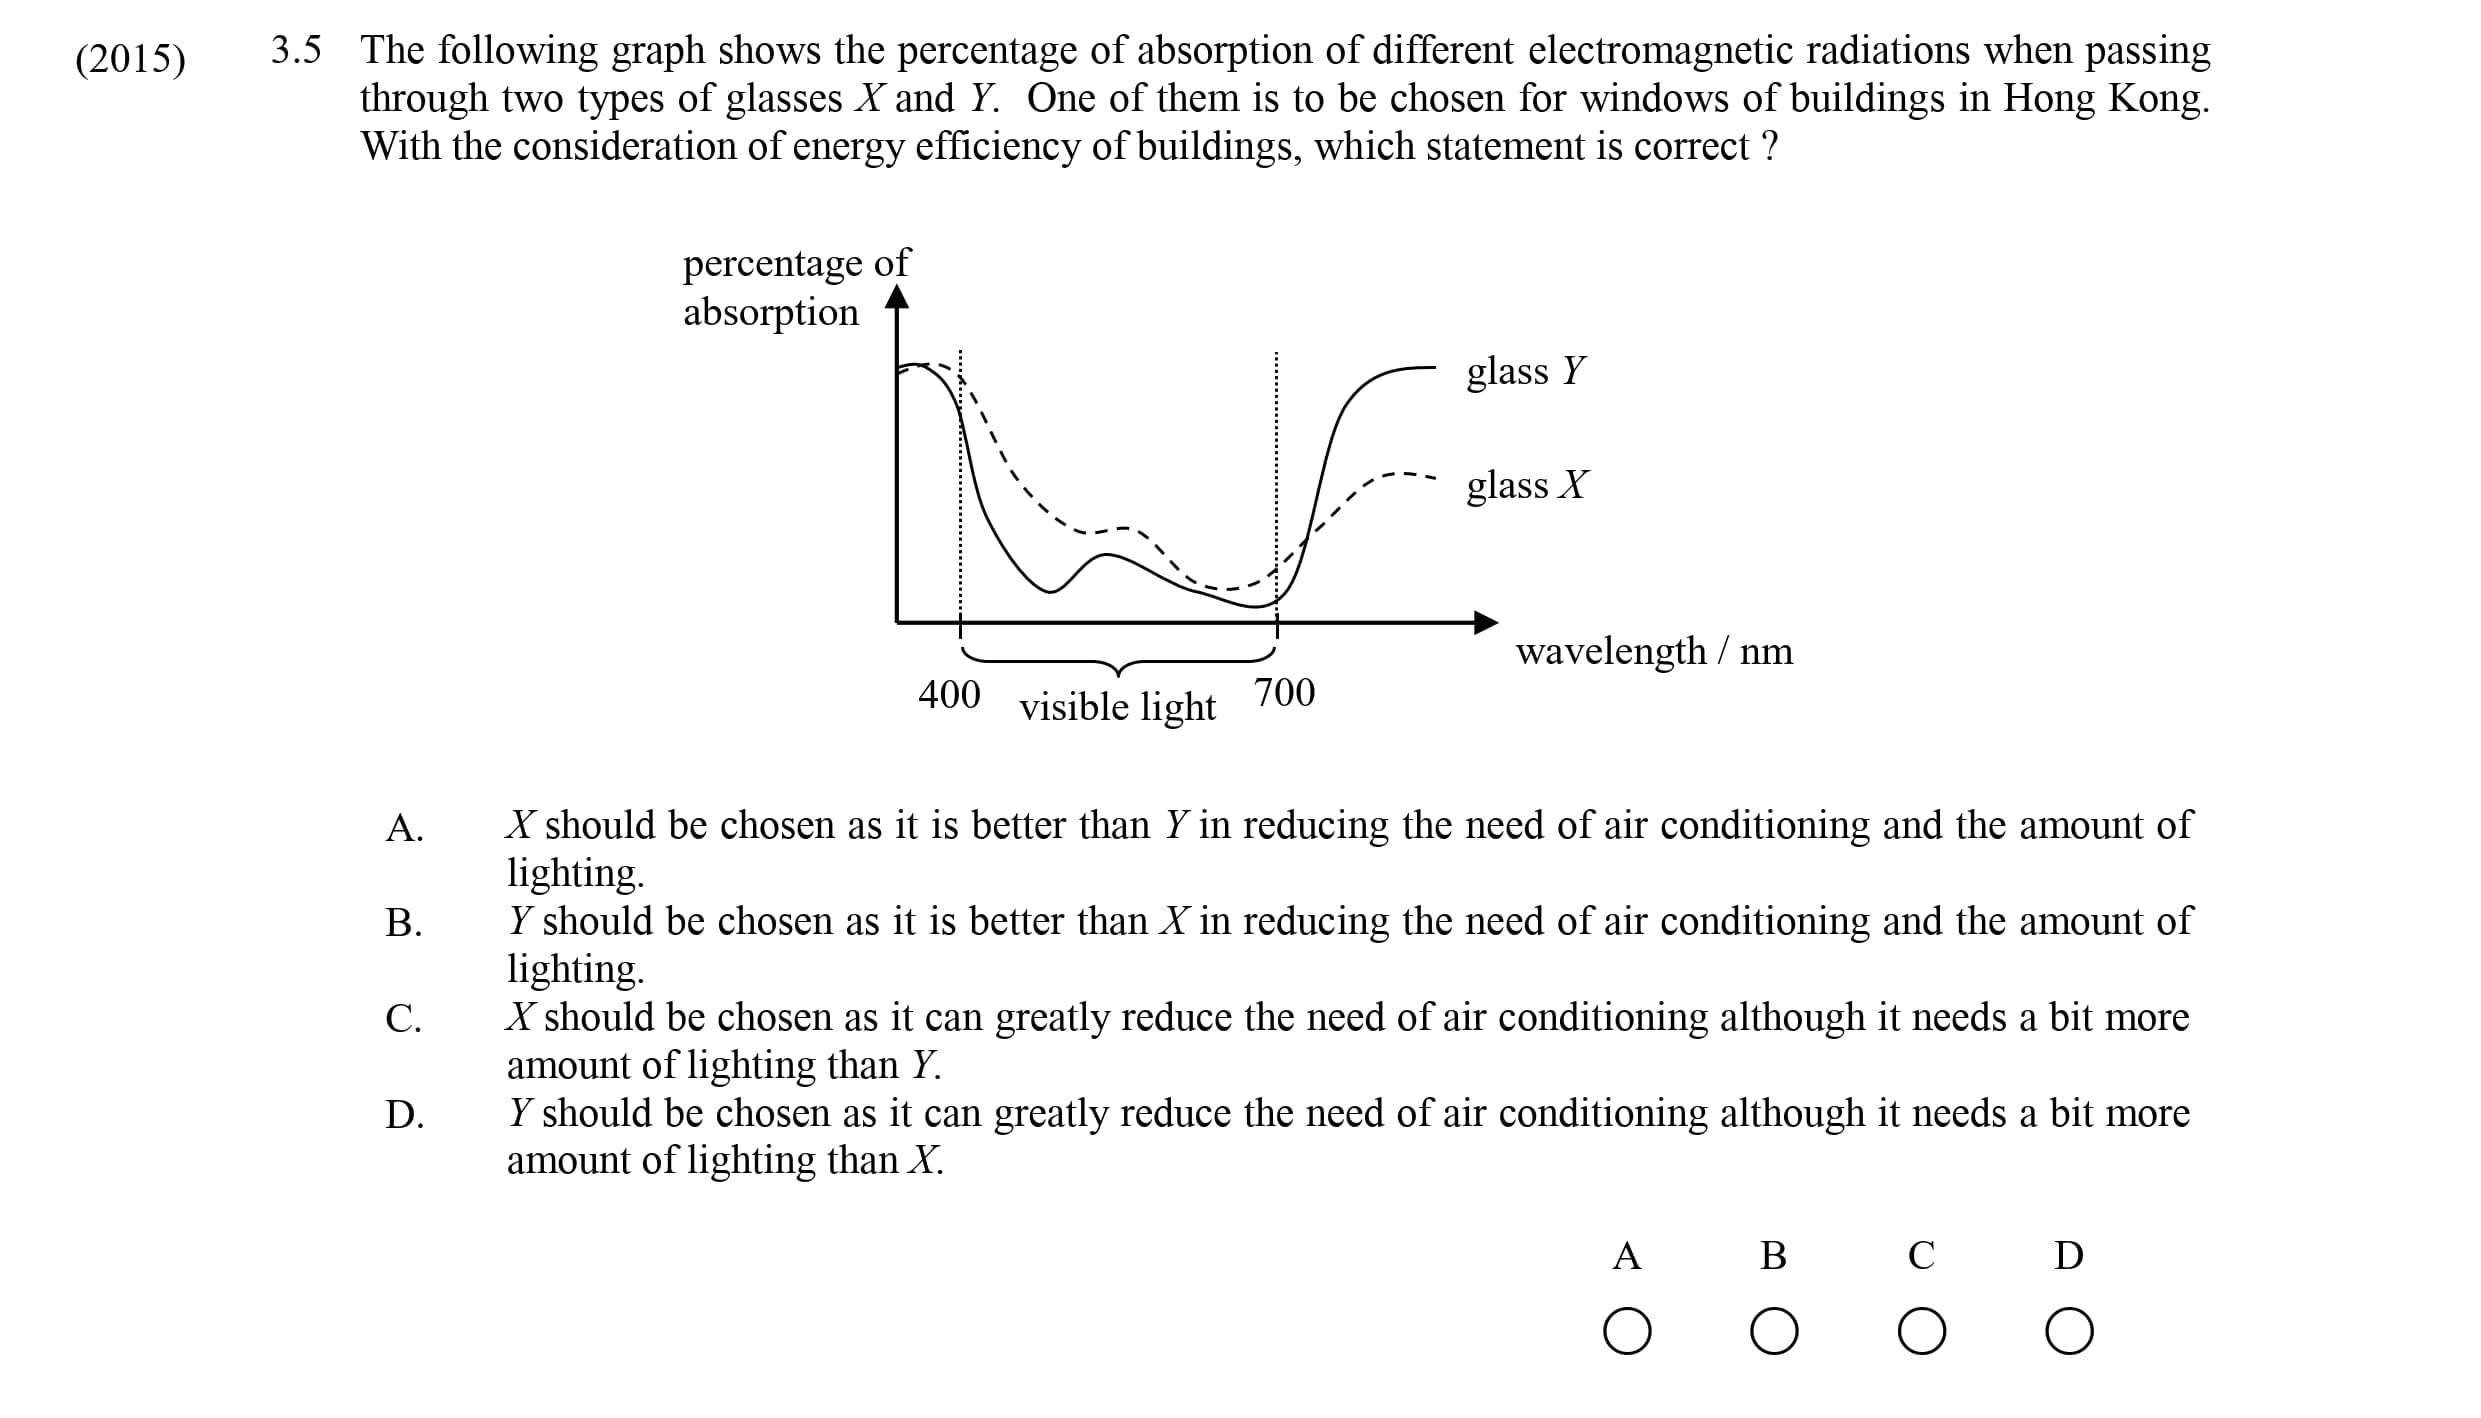 (2015)
3.5 The following graph shows the percentage of absorption of different electromagnetic radiations when passing
through two types of glasses X and Y. One of them is to be chosen for windows of buildings in Hong Kong.
With the consideration of energy efficiency of buildings, which statement is correct ?
percentage of
absorption
glass Y
glass X
wavelength / nm
400 visible light 700
A. X should be chosen as it is better than Y in reducing the need of air conditioning and the amount of
lighting.
B. Y should be chosen as it is better than X in reducing the need of air conditioning and the amount of
lighting.
C. X should be chosen as it can greatly reduce the need of air conditioning although it needs a bit more
amount of lighting than Y.
D. Y should be chosen as it can greatly reduce the need of air conditioning although it needs a bit more
amount of lighting than X.
A B C D